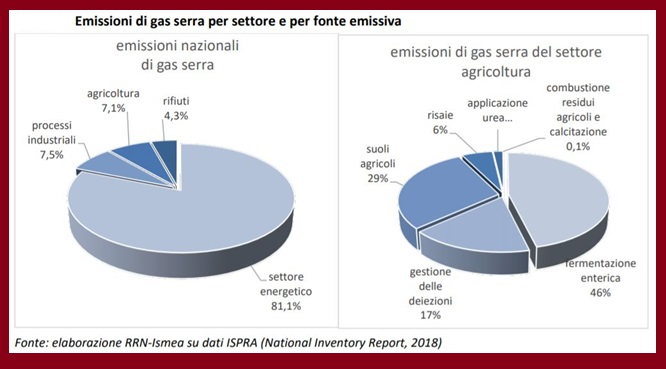 Emissioni di gas serra per settore e per fonte emissiva
emissioni nazionali
di gas serra
agricoltura
7,1%
rifiuti
4,3%
processi
industriali
7,5%
settore
energetico
81,1%
emissioni di gas serra del settore
agricoltura
combustione
residui
agricoli e
calcitazione
0,1%
applicazione
urea...
risaie
6%
suoli
agricoli
29%
gestione
delle
deiezioni
17%
fermentazione
enterica
46%
Fonte: elaborazione RRN-Ismea su dati ISPRA (National Inventory Report, 2018)